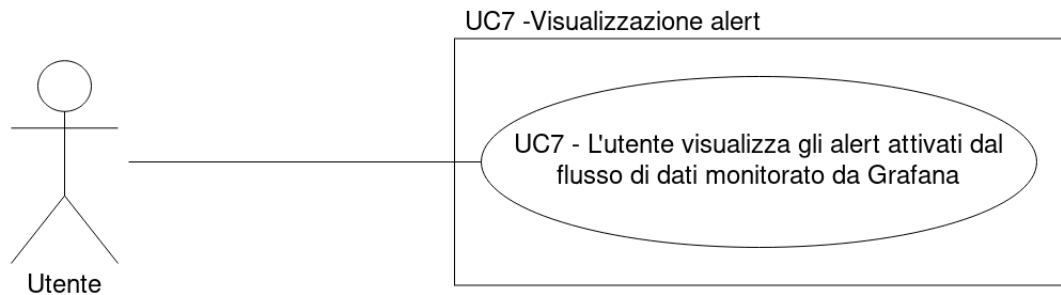 UC7 -Visualizzazione alert
UC7 - L'utente visualizza gli alert attivati dal
flusso di dati monitorato da Grafana
Utente